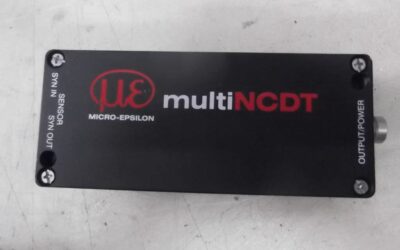 SYN IN
SENSOR
SYN OUT
με
MICRO-EPSILON
multiNCDT
OUTPUT/POWER